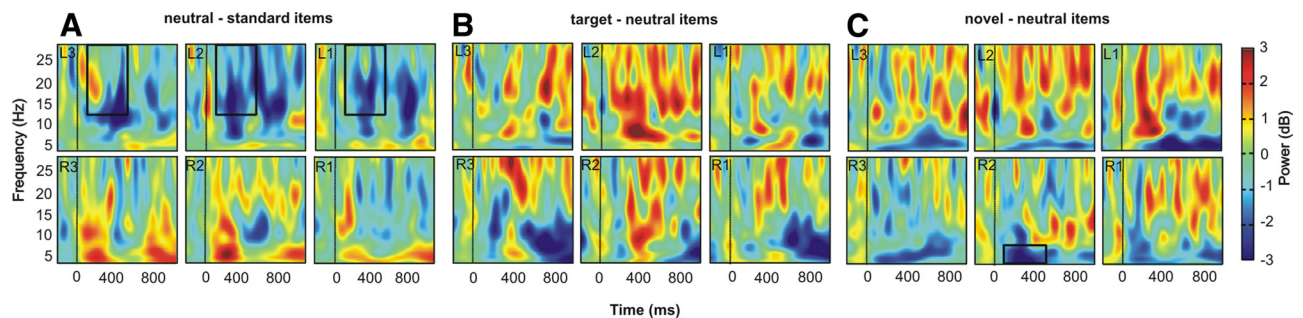 A neutral - standard items
B target - neutral items
C novel - neutral items
L3 L2 L1
L3 L2 L1
L3 L2 L1
25 20 15 10 5
R3 R2 R1
R3 R2 R1
R3 R2 R1
25 20 15 10 5
Frequency (Hz)
0 400 800 0 400 800 0 400 800
0 400 800 0 400 800 0 400 800
0 400 800 0 400 800 0 400 800
Time (ms)
3
2
1
0
-1
-2
-3
Power (dB)